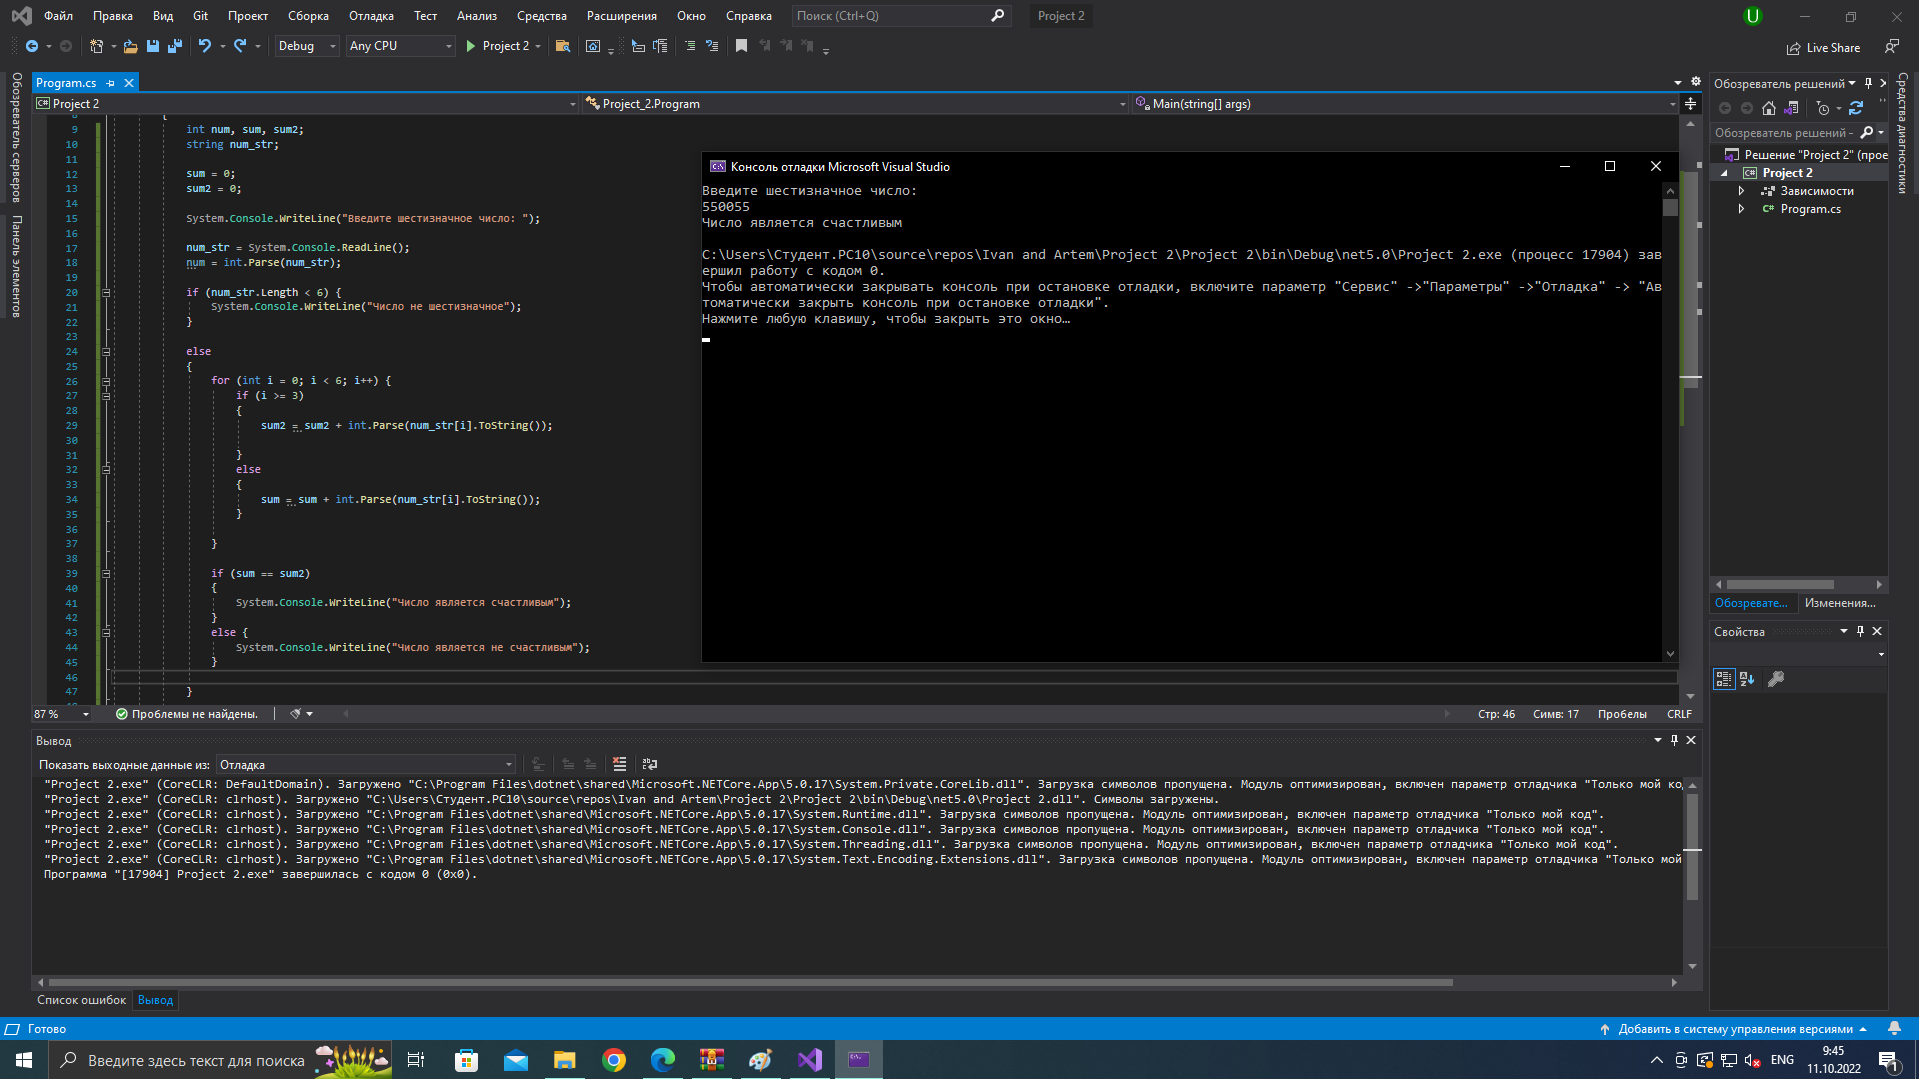 Файл Правка Вид Git Проект Сборка Отладка Тест Анализ Средства Расширения Окно Справка Поиск (Ctrl+Q) Project 2 U
Debug Any CPU Project 2 Live Share
Обозреватель серверов
Панель элементов
Program.cs
Project 2 Project_2.Program Main(string[] args)
8 {
9 int num, sum, sum2;
10 string num_str;
11
12 sum = 0;
13 sum2 = 0;
14
15 System.Console.WriteLine("Введите шестизначное число: ");
16
17 num_str = System.Console.ReadLine();
18 num = int.Parse(num_str);
19
20 if (num_str.Length < 6) {
21 System.Console.WriteLine("Число не шестизначное");
22 }
23
24 else
25 {
26 for (int i = 0; i < 6; i++) {
27 if (i >= 3)
28 {
29 sum2 = sum2 + int.Parse(num_str[i].ToString());
30
31 }
32 else
33 {
34 sum = sum + int.Parse(num_str[i].ToString());
35 }
36
37 }
38
39 if (sum == sum2)
40 {
41 System.Console.WriteLine("Число является счастливым");
42 }
43 else {
44 System.Console.WriteLine("Число является не счастливым");
45 }
46
47 }
87 % Проблемы не найдены. Стр: 46 Симв: 17 Пробелы CRLF
Консоль отладки Microsoft Visual Studio
Введите шестизначное число:
550055
Число является счастливым
C:\Users\Студент.PC10\source\repos\Ivan and Artem\Project 2\Project 2\bin\Debug\net5.0\Project 2.exe (процесс 17904) зав
ершил работу с кодом 0.
Чтобы автоматически закрывать консоль при остановке отладки, включите параметр "Сервис" ->"Параметры" ->"Отладка" -> "Ав
томатически закрыть консоль при остановке отладки".
Нажмите любую клавишу, чтобы закрыть это окно…
Обозреватель решений
Обозреватель решений -
Решение "Project 2" (прое
Project 2
Зависимости
Program.cs
Обозревате... Изменения...
Свойства
Средства диагностики
Вывод
Показать выходные данные из: Отладка
"Project 2.exe" (CoreCLR: DefaultDomain). Загружено "C:\Program Files\dotnet\shared\Microsoft.NETCore.App\5.0.17\System.Private.CoreLib.dll". Загрузка символов пропущена. Модуль оптимизирован, включен параметр отладчика "Только мой код
"Project 2.exe" (CoreCLR: clrhost). Загружено "C:\Users\Студент.PC10\source\repos\Ivan and Artem\Project 2\Project 2\bin\Debug\net5.0\Project 2.dll". Символы загружены.
"Project 2.exe" (CoreCLR: clrhost). Загружено "C:\Program Files\dotnet\shared\Microsoft.NETCore.App\5.0.17\System.Runtime.dll". Загрузка символов пропущена. Модуль оптимизирован, включен параметр отладчика "Только мой код".
"Project 2.exe" (CoreCLR: clrhost). Загружено "C:\Program Files\dotnet\shared\Microsoft.NETCore.App\5.0.17\System.Console.dll". Загрузка символов пропущена. Модуль оптимизирован, включен параметр отладчика "Только мой код".
"Project 2.exe" (CoreCLR: clrhost). Загружено "C:\Program Files\dotnet\shared\Microsoft.NETCore.App\5.0.17\System.Threading.dll". Загрузка символов пропущена. Модуль оптимизирован, включен параметр отладчика "Только мой код".
"Project 2.exe" (CoreCLR: clrhost). Загружено "C:\Program Files\dotnet\shared\Microsoft.NETCore.App\5.0.17\System.Text.Encoding.Extensions.dll". Загрузка символов пропущена. Модуль оптимизирован, включен параметр отладчика "Только мой
Программа "[17904] Project 2.exe" завершилась с кодом 0 (0x0).
Список ошибок Вывод
Готово Добавить в систему управления версиями
Введите здесь текст для поиска ENG 9:45
11.10.2022 1